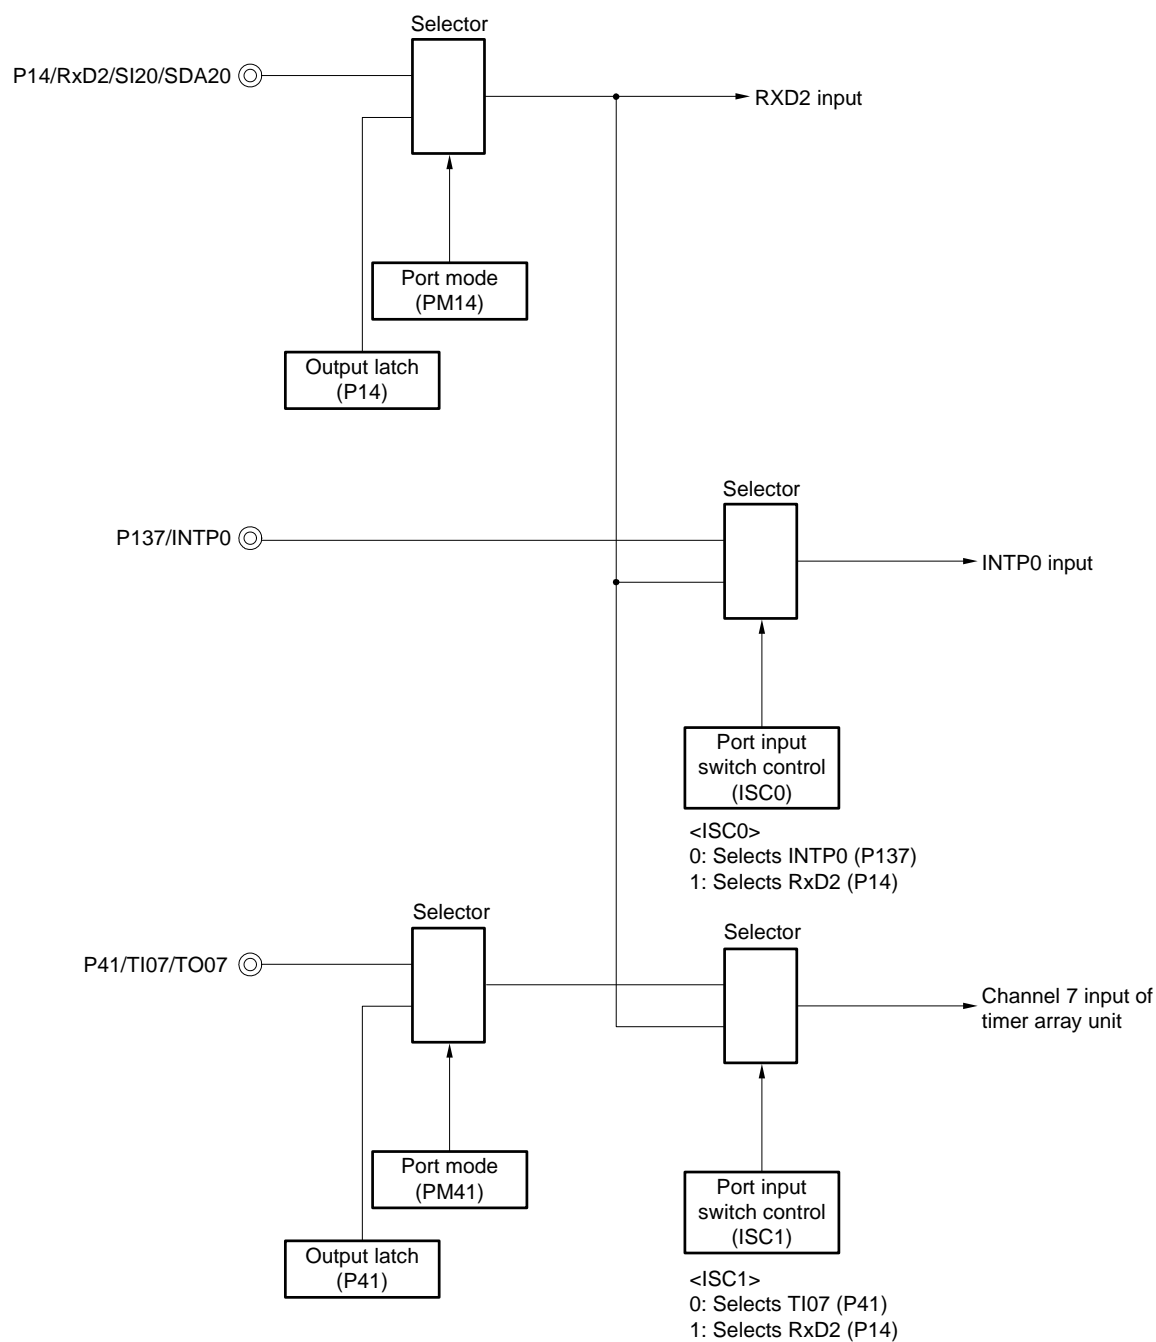 Selector
P14/RxD2/SI20/SDA20
RXD2 input
Port mode
(PM14)
Output latch
(P14)
Selector
P137/INTP0
INTP0 input
Port input
switch control
(ISC0)
<ISC0>
0: Selects INTP0 (P137)
1: Selects RxD2 (P14)
Selector
Selector
P41/TI07/TO07
Channel 7 input of
timer array unit
Port mode
(PM41)
Port input
switch control
(ISC1)
Output latch
(P41)
<ISC1>
0: Selects TI07 (P41)
1: Selects RxD2 (P14)